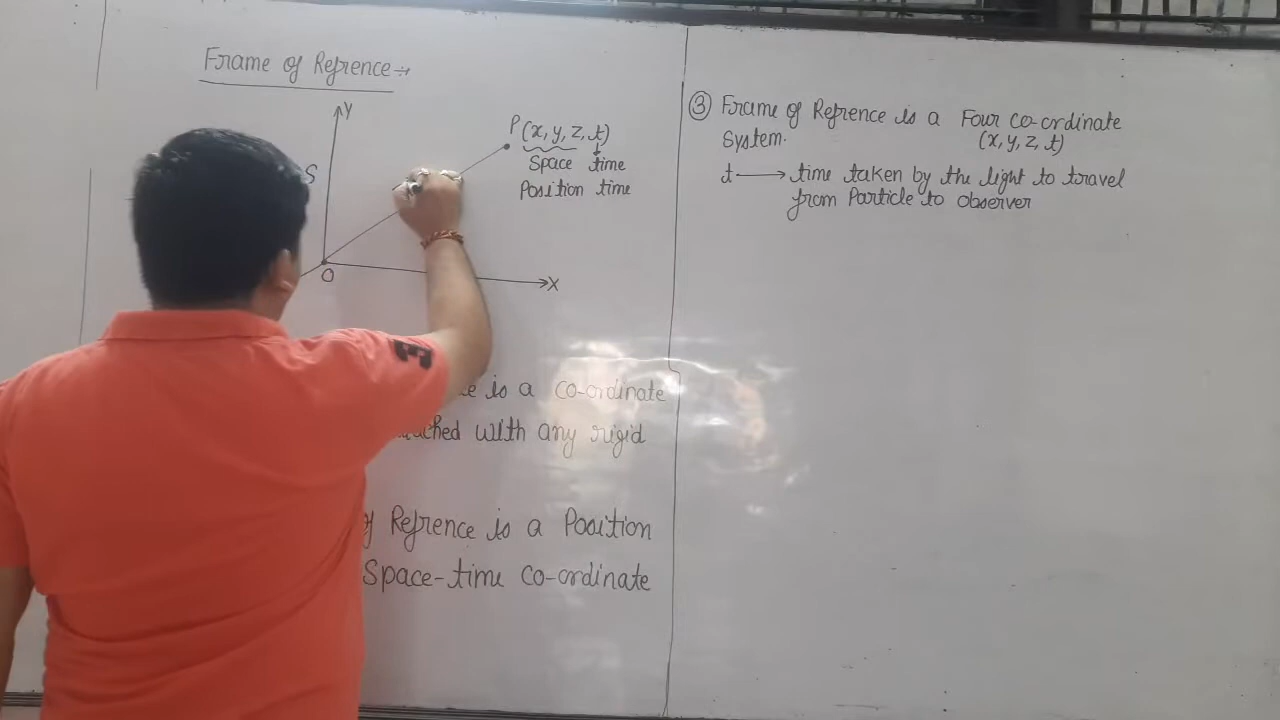 Frame of Refrence→
Y
S
P (x, y, z, t)
Space time
Position time
O
X
is a co-ordinate
with any rigid
Refrence is a Position
Space-time co-ordinate
③ Frame of Refrence is a Four co-ordinate
System. (x, y, z, t)
t → time taken by the light to travel
from Particle to observer
E